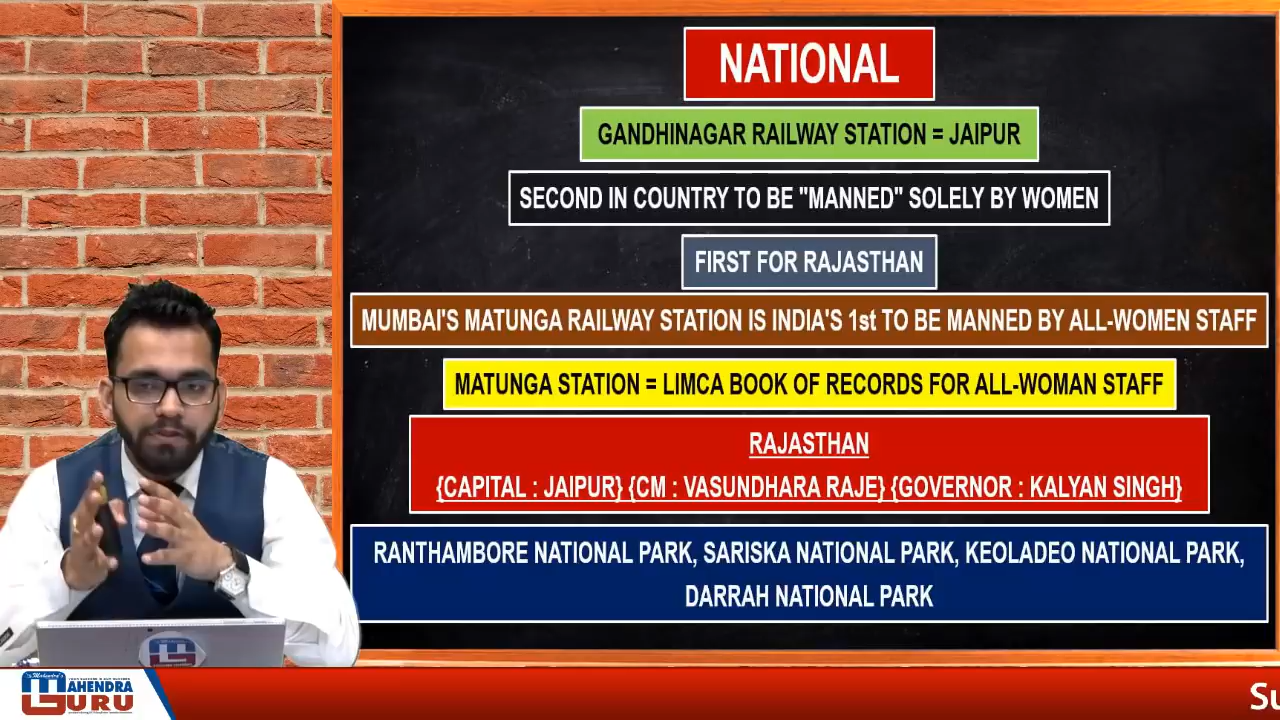 NATIONAL
GANDHINAGAR RAILWAY STATION = JAIPUR
SECOND IN COUNTRY TO BE "MANNED" SOLELY BY WOMEN
FIRST FOR RAJASTHAN
MUMBAI'S MATUNGA RAILWAY STATION IS INDIA'S 1st TO BE MANNED BY ALL-WOMEN STAFF
MATUNGA STATION = LIMCA BOOK OF RECORDS FOR ALL-WOMAN STAFF
RAJASTHAN
{CAPITAL : JAIPUR} {CM : VASUNDHARA RAJE} {GOVERNOR : KALYAN SINGH}
RANTHAMBORE NATIONAL PARK, SARISKA NATIONAL PARK, KEOLADEO NATIONAL PARK,
DARRAH NATIONAL PARK
Mahendra's
MAHENDRA
GURU
Su